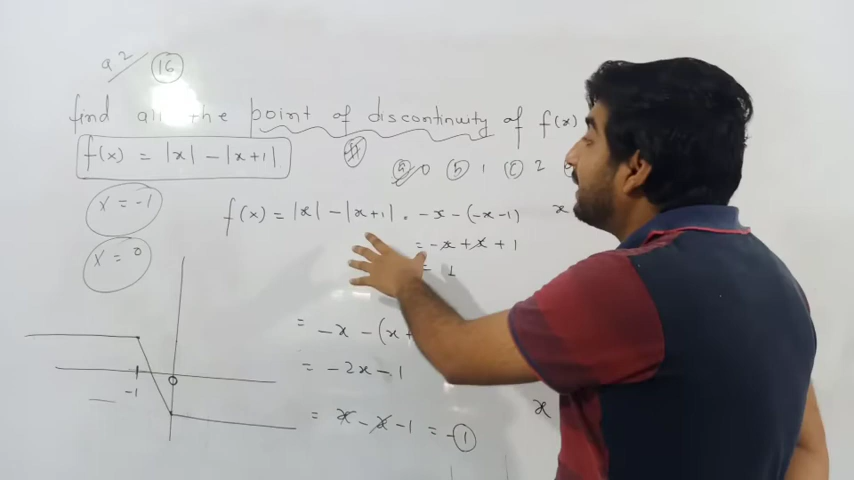 Q2 16
find all the point of discontinuity of f(x)
f(x) = |x| - |x+1|
a 0 b 1 c 2
x = -1
f(x) = |x| - |x+1| = -x - (-x-1) x
= -x + x + 1
x = 0
= 1
= -x - (x +
= -2x - 1
-1
0
x
= x - x - 1 = -1